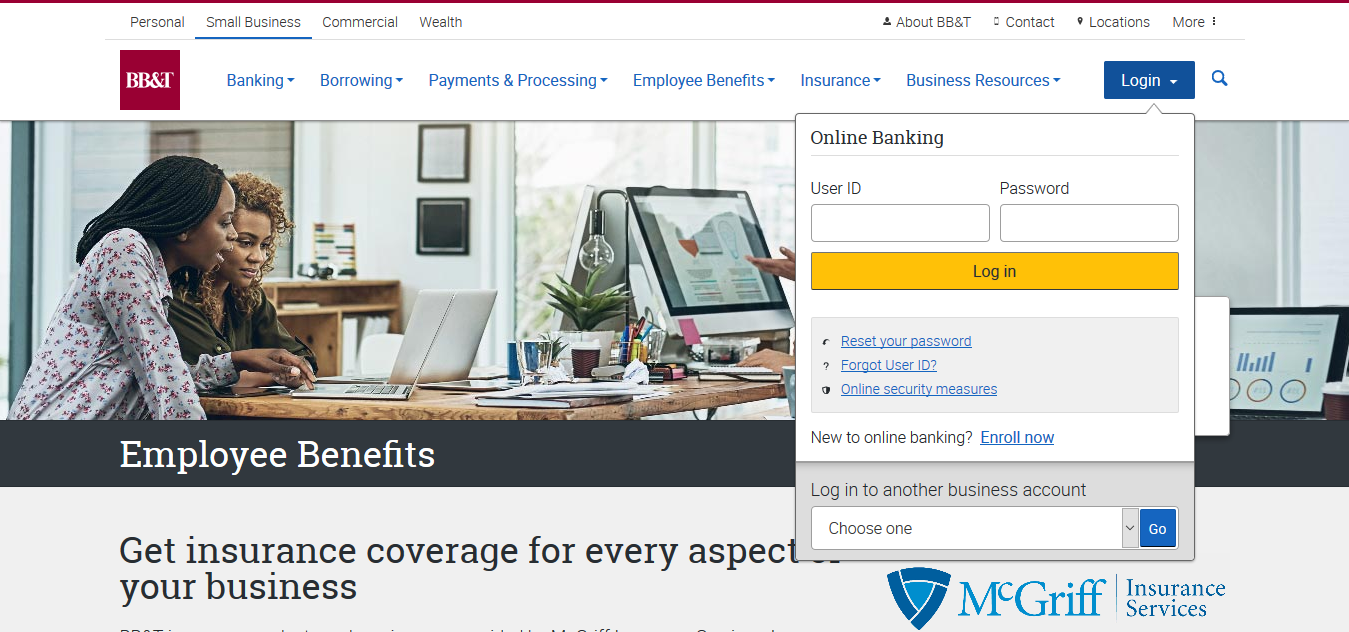 Personal Small Business Commercial Wealth About BB&T Contact Locations More
BB&T Banking Borrowing Payments & Processing Employee Benefits Insurance Business Resources Login
Online Banking
User ID Password
Log in
Reset your password
Forgot User ID?
Online security measures
New to online banking? Enroll now
Log in to another business account
Choose one Go
Employee Benefits
Get insurance coverage for every aspect of
your business
McGriff Insurance
Services